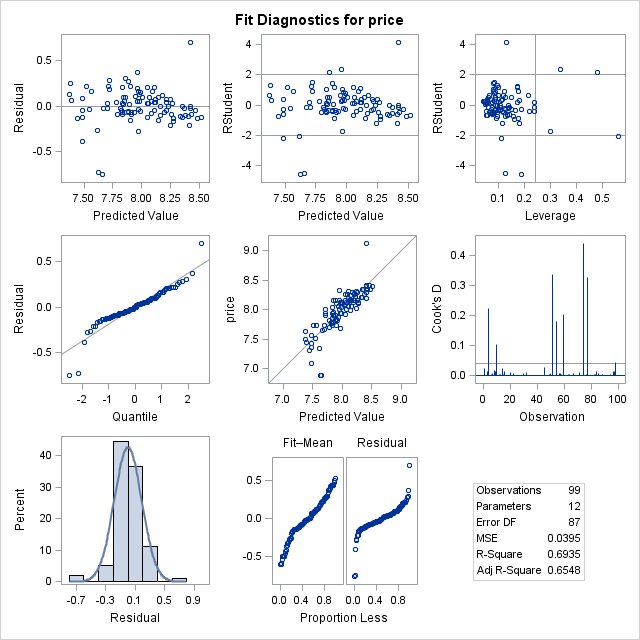 Fit Diagnostics for price
0.5
0.0
-0.5
Residual
7.50 7.75 8.00 8.25 8.50
Predicted Value
4
2
0
-2
-4
RStudent
7.50 7.75 8.00 8.25 8.50
Predicted Value
4
2
0
-2
-4
RStudent
0.1 0.2 0.3 0.4 0.5
Leverage
0.5
0.0
-0.5
Residual
-2 -1 0 1 2
Quantile
9.0
8.5
8.0
7.5
7.0
price
7.0 7.5 8.0 8.5 9.0
Predicted Value
0.4
0.3
0.2
0.1
0.0
Cook's D
0 20 40 60 80 100
Observation
40
30
20
10
0
Percent
-0.7 -0.3 0.1 0.5 0.9
Residual
Fit–Mean Residual
0.5
0.0
-0.5
0.0 0.4 0.8 0.0 0.4 0.8
Proportion Less
Observations 99
Parameters 12
Error DF 87
MSE 0.0395
R-Square 0.6935
Adj R-Square 0.6548